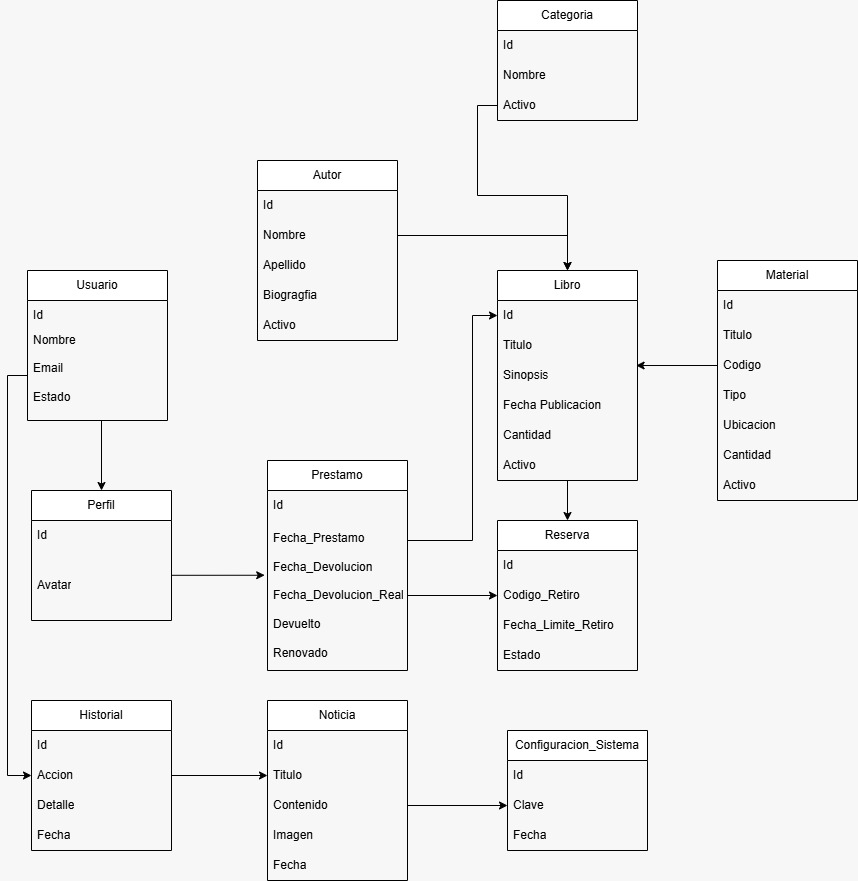 Categoria
Id
Nombre
Activo
Autor
Id
Nombre
Apellido
Biogragfia
Activo
Usuario
Id
Nombre
Email
Estado
Libro
Id
Titulo
Sinopsis
Fecha Publicacion
Cantidad
Activo
Material
Id
Titulo
Codigo
Tipo
Ubicacion
Cantidad
Activo
Perfil
Id
Avatar
Prestamo
Id
Fecha_Prestamo
Fecha_Devolucion
Fecha_Devolucion_Real
Devuelto
Renovado
Reserva
Id
Codigo_Retiro
Fecha_Limite_Retiro
Estado
Historial
Id
Accion
Detalle
Fecha
Noticia
Id
Titulo
Contenido
Imagen
Fecha
Configuracion_Sistema
Id
Clave
Fecha